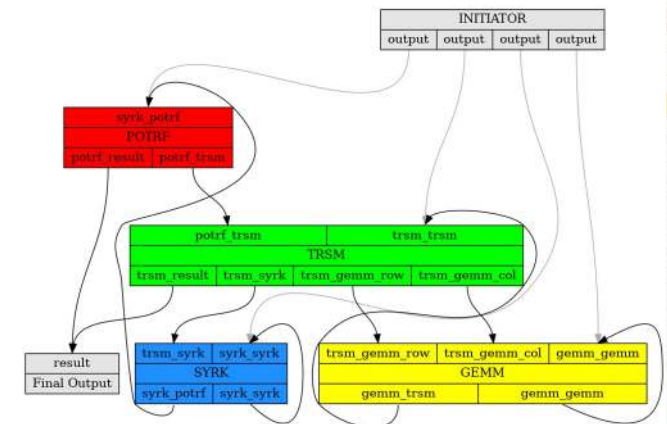 INITIATOR
output output output output
syrk_potrf
POTRF
potrf_result potrf_trsm
potrf_trsm trsm_trsm
TRSM
trsm_result trsm_syrk trsm_gemm_row trsm_gemm_col
result
Final Output
trsm_syrk syrk_syrk
SYRK
syrk_potrf syrk_syrk
trsm_gemm_row trsm_gemm_col gemm_gemm
GEMM
gemm_trsm gemm_gemm